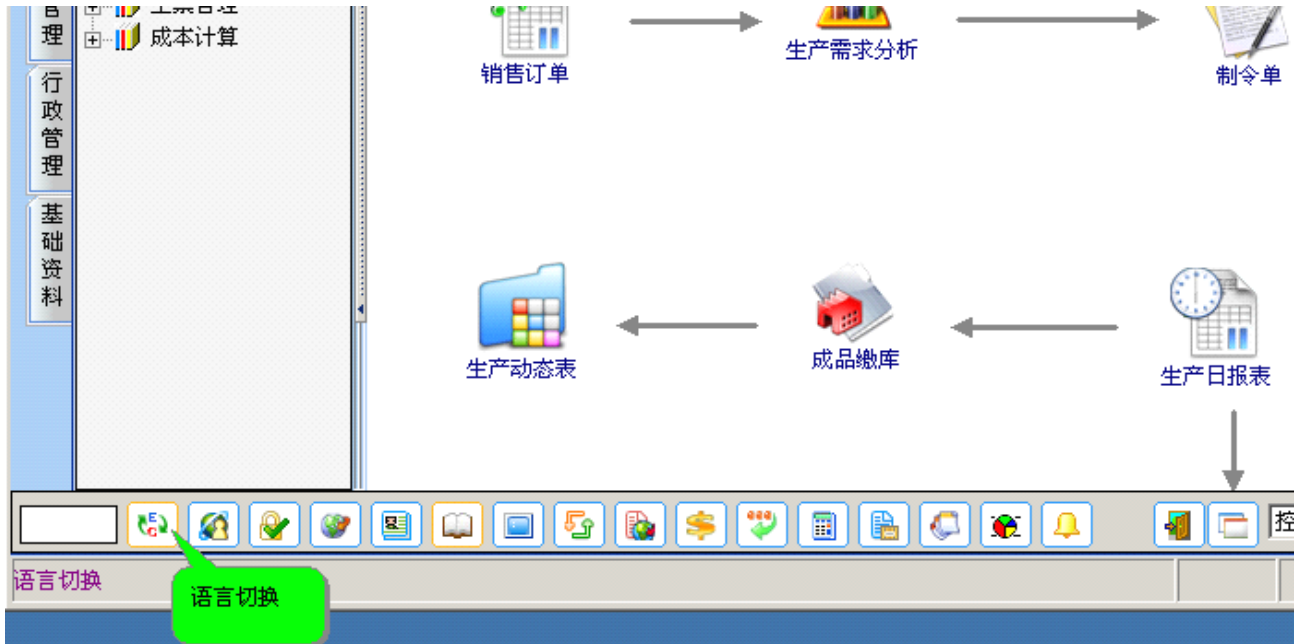 管理
成本计算
行政管理
基础资料
销售订单
生产需求分析
制令单
生产动态表
成品缴库
生产日报表
E
C
控
语言切换
语言切换